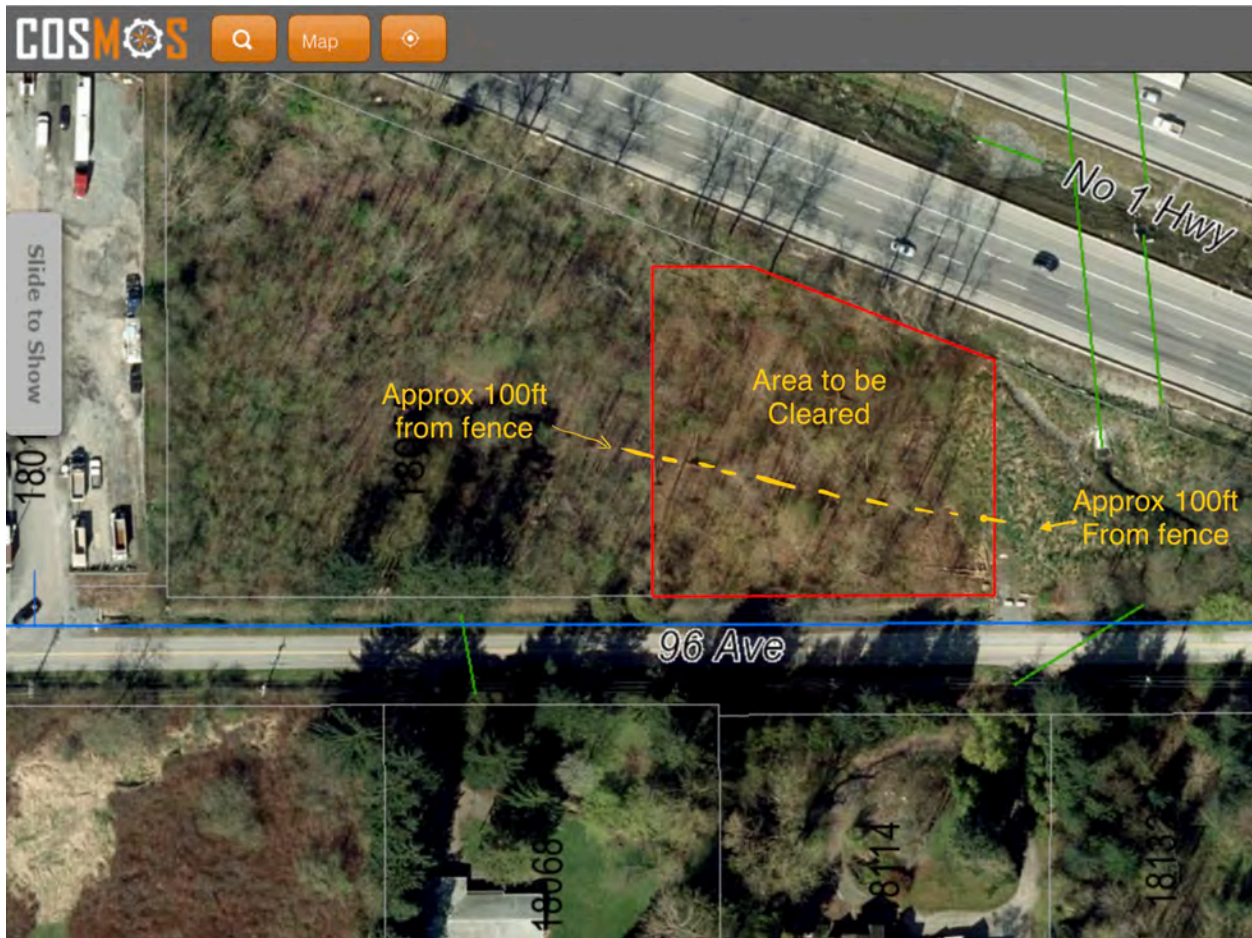 COSMOS
Map
No 1 Hwy
Slide to Show
Area to be
Cleared
Approx 100ft
from fence
1801
Approx 100ft
From fence
96 Ave
18068
18114
18132